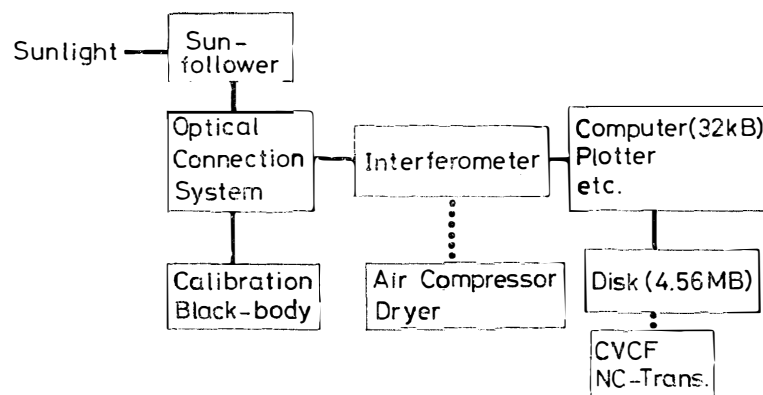 Sunlight
Sun-
follower
Optical
Connection
System
Interferometer
Computer(32kB)
Plotter
etc.
Calibration
Black-body
Air Compressor
Dryer
Disk (4.56MB)
CVCF
NC-Trans.